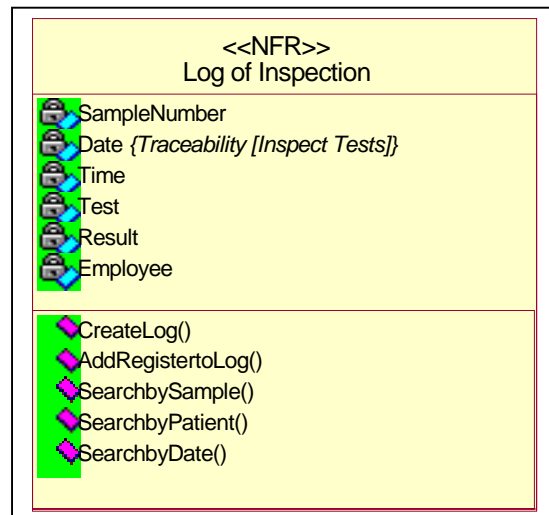 <<NFR>>
Log of Inspection
SampleNumber
Date {Traceability [Inspect Tests]}
Time
Test
Result
Employee
CreateLog()
AddRegistertoLog()
SearchbySample()
SearchbyPatient()
SearchbyDate()